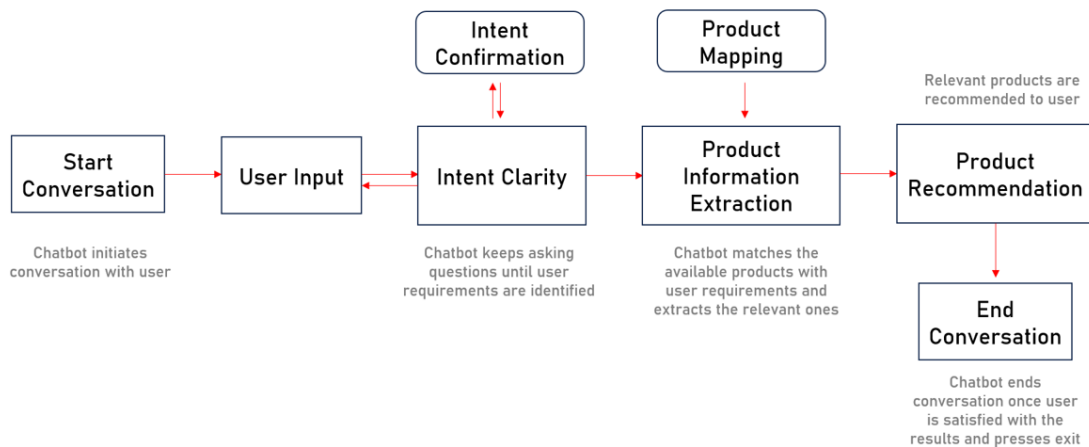 Intent
Confirmation
Product
Mapping
Relevant products are
recommended to user
Start
Conversation
User Input
Intent Clarity
Product
Information
Extraction
Product
Recommendation
Chatbot initiates
conversation with user
Chatbot keeps asking
questions until user
requirements are identified
Chatbot matches the
available products with
user requirements and
extracts the relevant ones
End
Conversation
Chatbot ends
conversation once user
is satisfied with the
results and presses exit